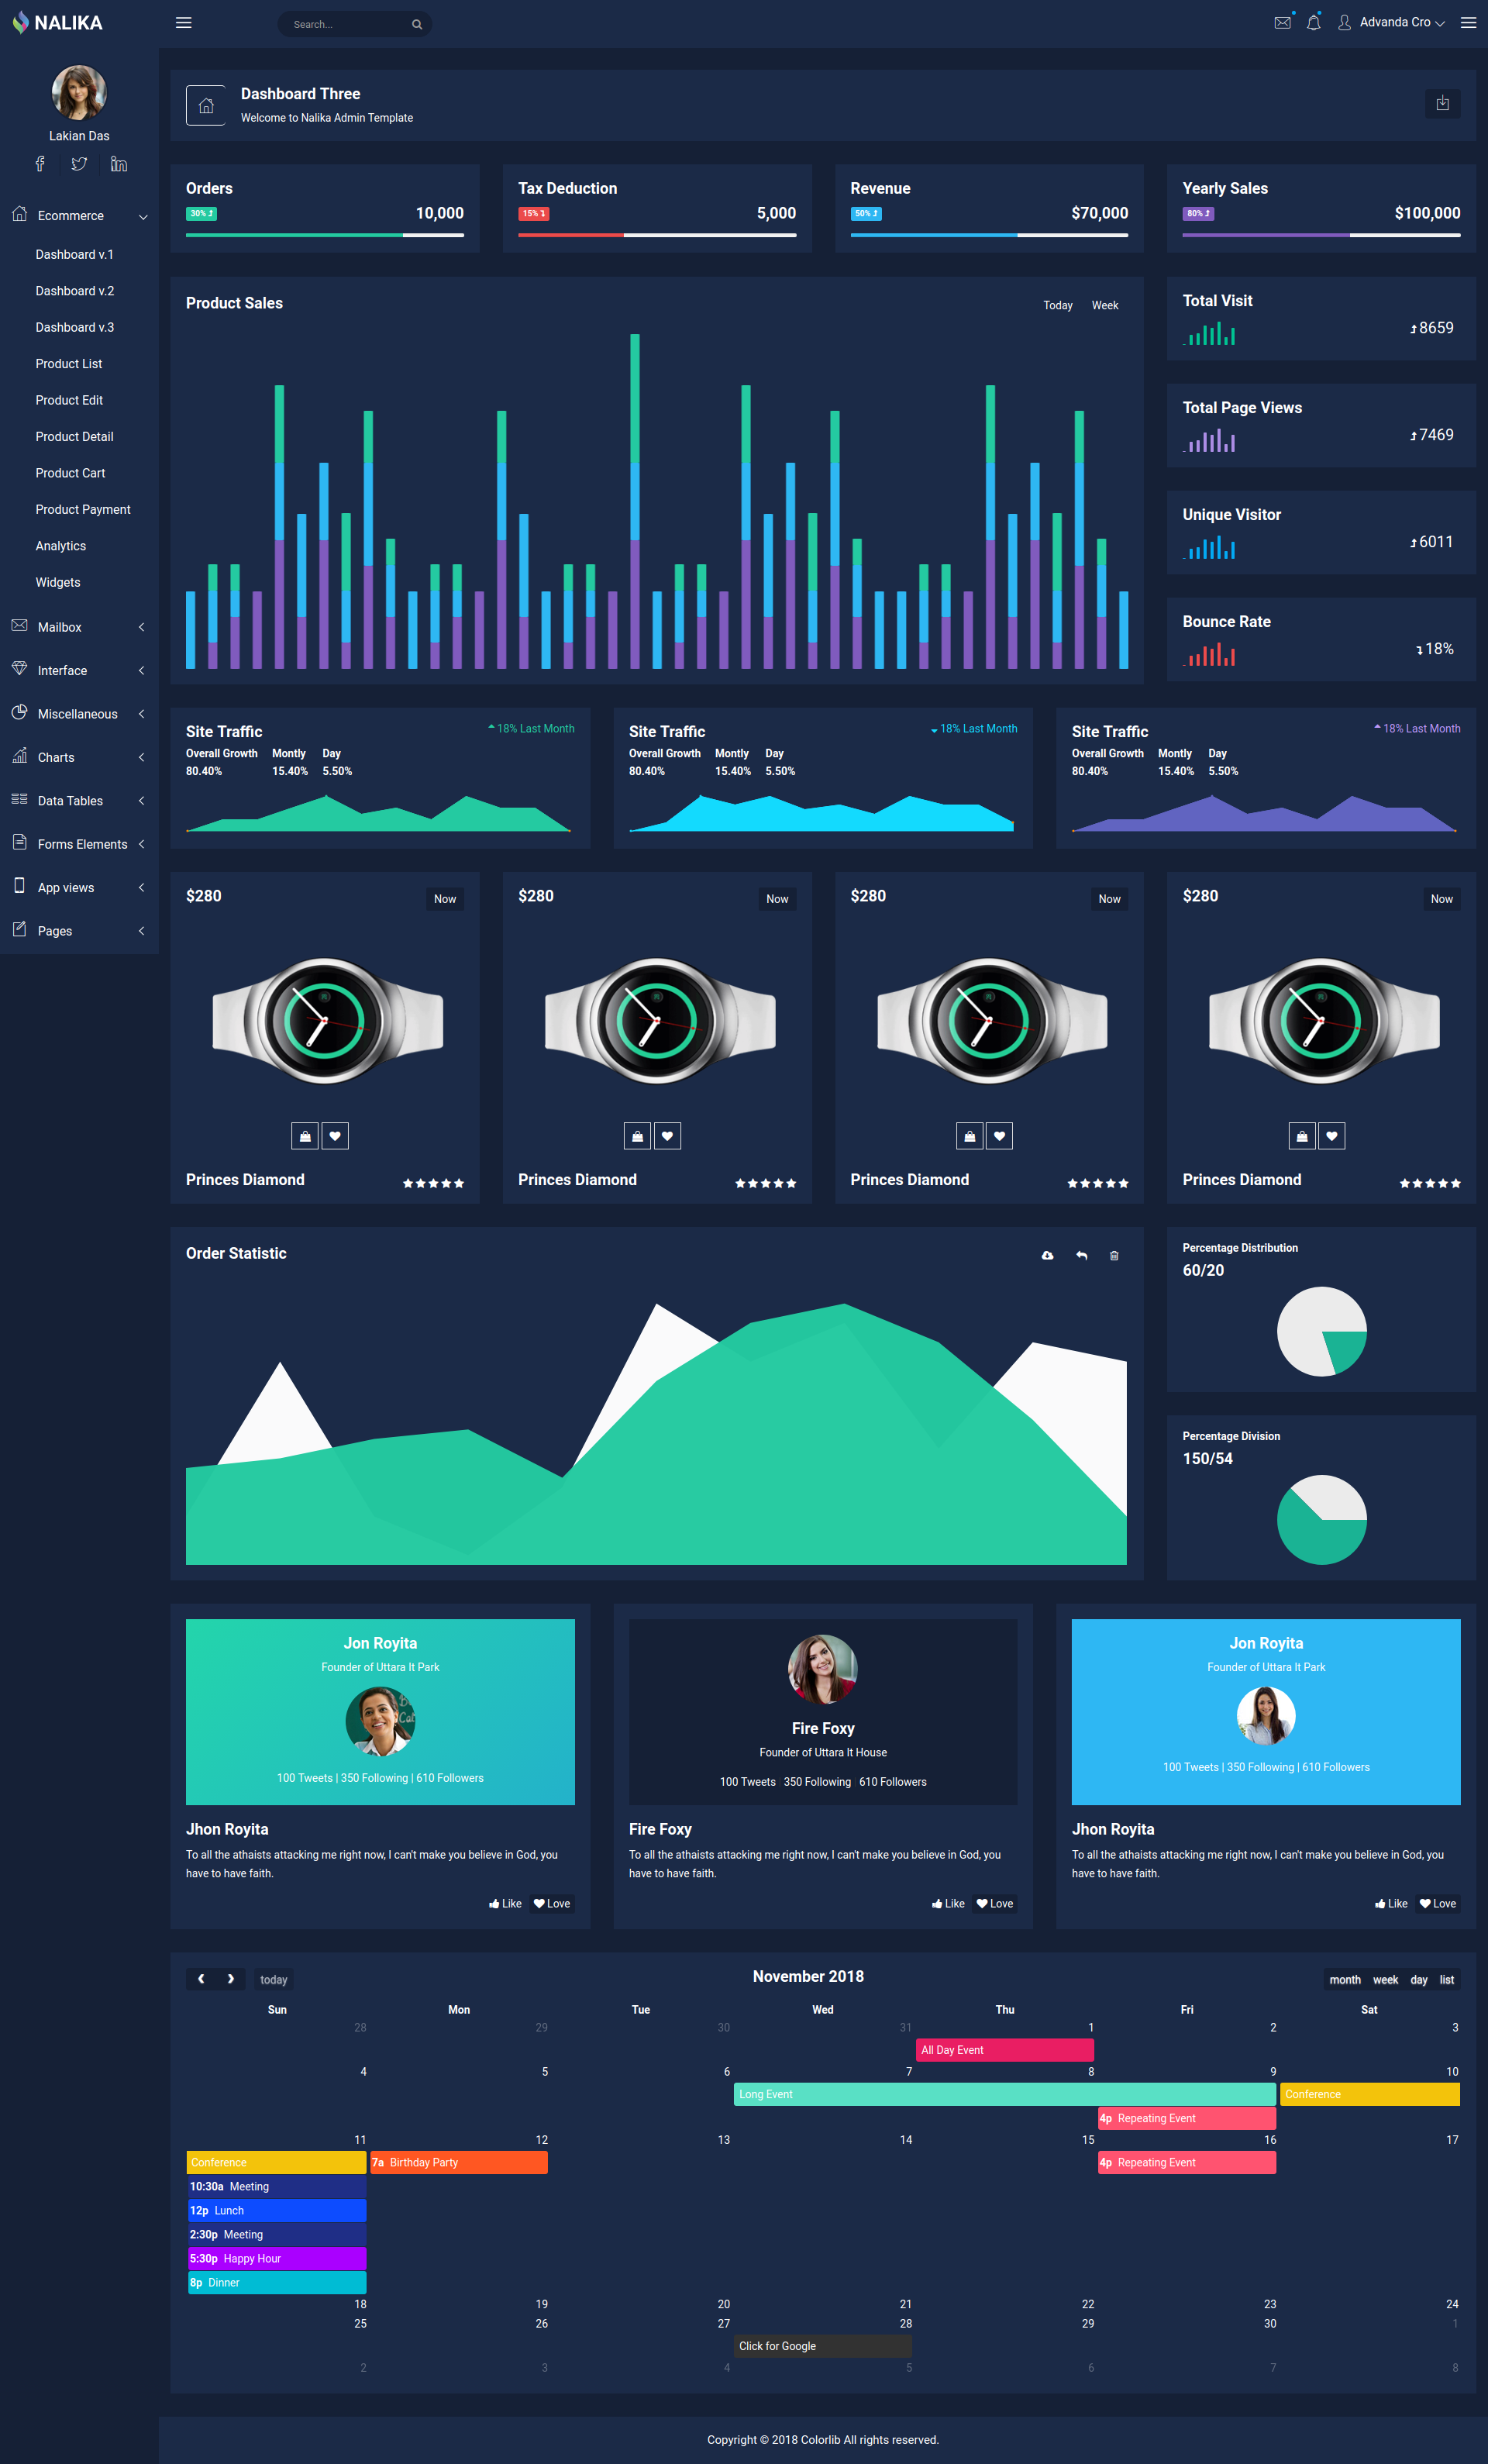 NALIKA
Search...
Advanda Cro
Lakian Das
Ecommerce
Dashboard v.1
Dashboard v.2
Dashboard v.3
Product List
Product Edit
Product Detail
Product Cart
Product Payment
Analytics
Widgets
Mailbox
Interface
Miscellaneous
Charts
Data Tables
Forms Elements
App views
Pages
Dashboard Three
Welcome to Nalika Admin Template
Orders
30%
10,000
Tax Deduction
15%
5,000
Revenue
50%
$70,000
Yearly Sales
80%
$100,000
Product Sales
Today Week
Total Visit
8659
Total Page Views
7469
Unique Visitor
6011
Bounce Rate
18%
Site Traffic
18% Last Month
Overall Growth Montly Day
80.40% 15.40% 5.50%
Site Traffic
18% Last Month
Overall Growth Montly Day
80.40% 15.40% 5.50%
Site Traffic
18% Last Month
Overall Growth Montly Day
80.40% 15.40% 5.50%
$280 Now
Princes Diamond
$280 Now
Princes Diamond
$280 Now
Princes Diamond
$280 Now
Princes Diamond
Order Statistic
Percentage Distribution
60/20
Percentage Division
150/54
Jon Royita
Founder of Uttara It Park
100 Tweets | 350 Following | 610 Followers
Jhon Royita
To all the athaists attacking me right now, I can't make you believe in God, you
have to have faith.
Like Love
Fire Foxy
Founder of Uttara It House
100 Tweets 350 Following 610 Followers
Fire Foxy
To all the athaists attacking me right now, I can't make you believe in God, you
have to have faith.
Like Love
Jon Royita
Founder of Uttara It Park
100 Tweets | 350 Following | 610 Followers
Jhon Royita
To all the athaists attacking me right now, I can't make you believe in God, you
have to have faith.
Like Love
today
November 2018
month week day list
Sun Mon Tue Wed Thu Fri Sat
28 29 30 31 1 2 3
All Day Event
4 5 6 7 8 9 10
Long Event Conference
4p Repeating Event
11 12 13 14 15 16 17
Conference 7a Birthday Party 4p Repeating Event
10:30a Meeting
12p Lunch
2:30p Meeting
5:30p Happy Hour
8p Dinner
18 19 20 21 22 23 24
25 26 27 28 29 30 1
Click for Google
2 3 4 5 6 7 8
Copyright © 2018 Colorlib All rights reserved.